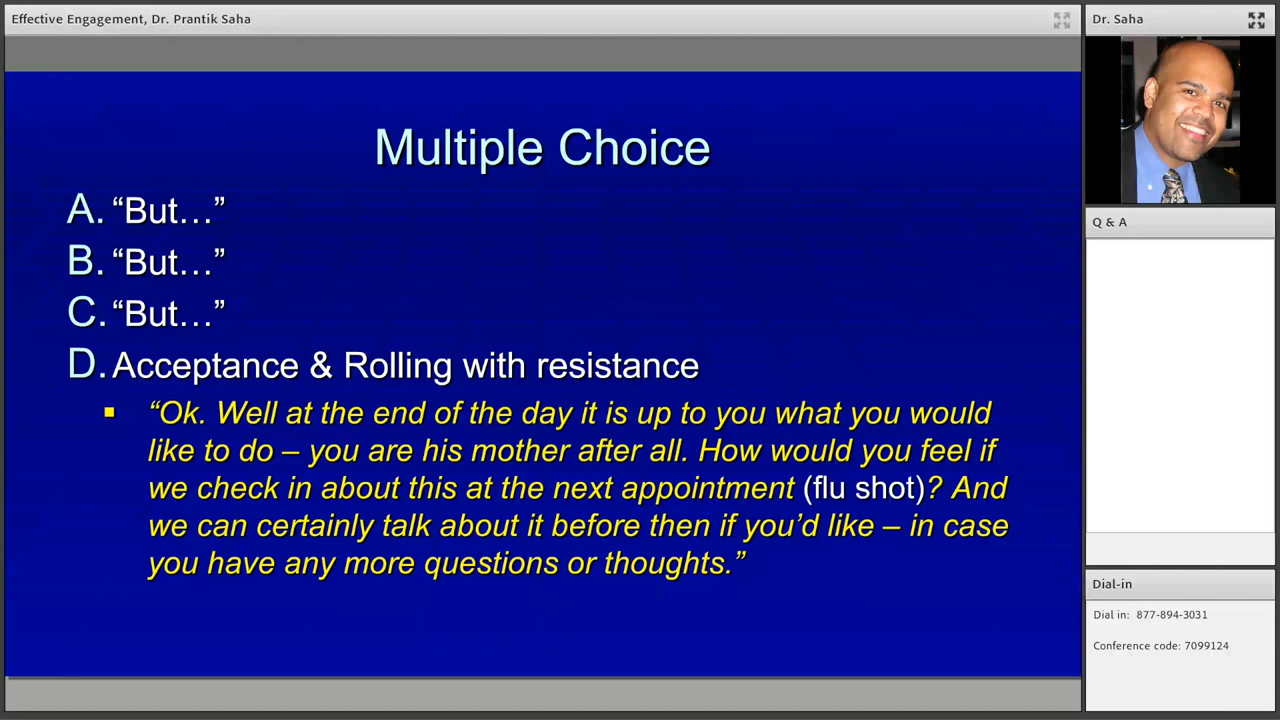 Effective Engagement, Dr. Prantik Saha
Dr. Saha
Multiple Choice
A. “But…”
B. “But…”
C. “But…”
D. Acceptance & Rolling with resistance
“Ok. Well at the end of the day it is up to you what you would
like to do – you are his mother after all. How would you feel if
we check in about this at the next appointment (flu shot)? And
we can certainly talk about it before then if you’d like – in case
you have any more questions or thoughts.”
Q & A
Dial-in
Dial in: 877-894-3031
Conference code: 7099124